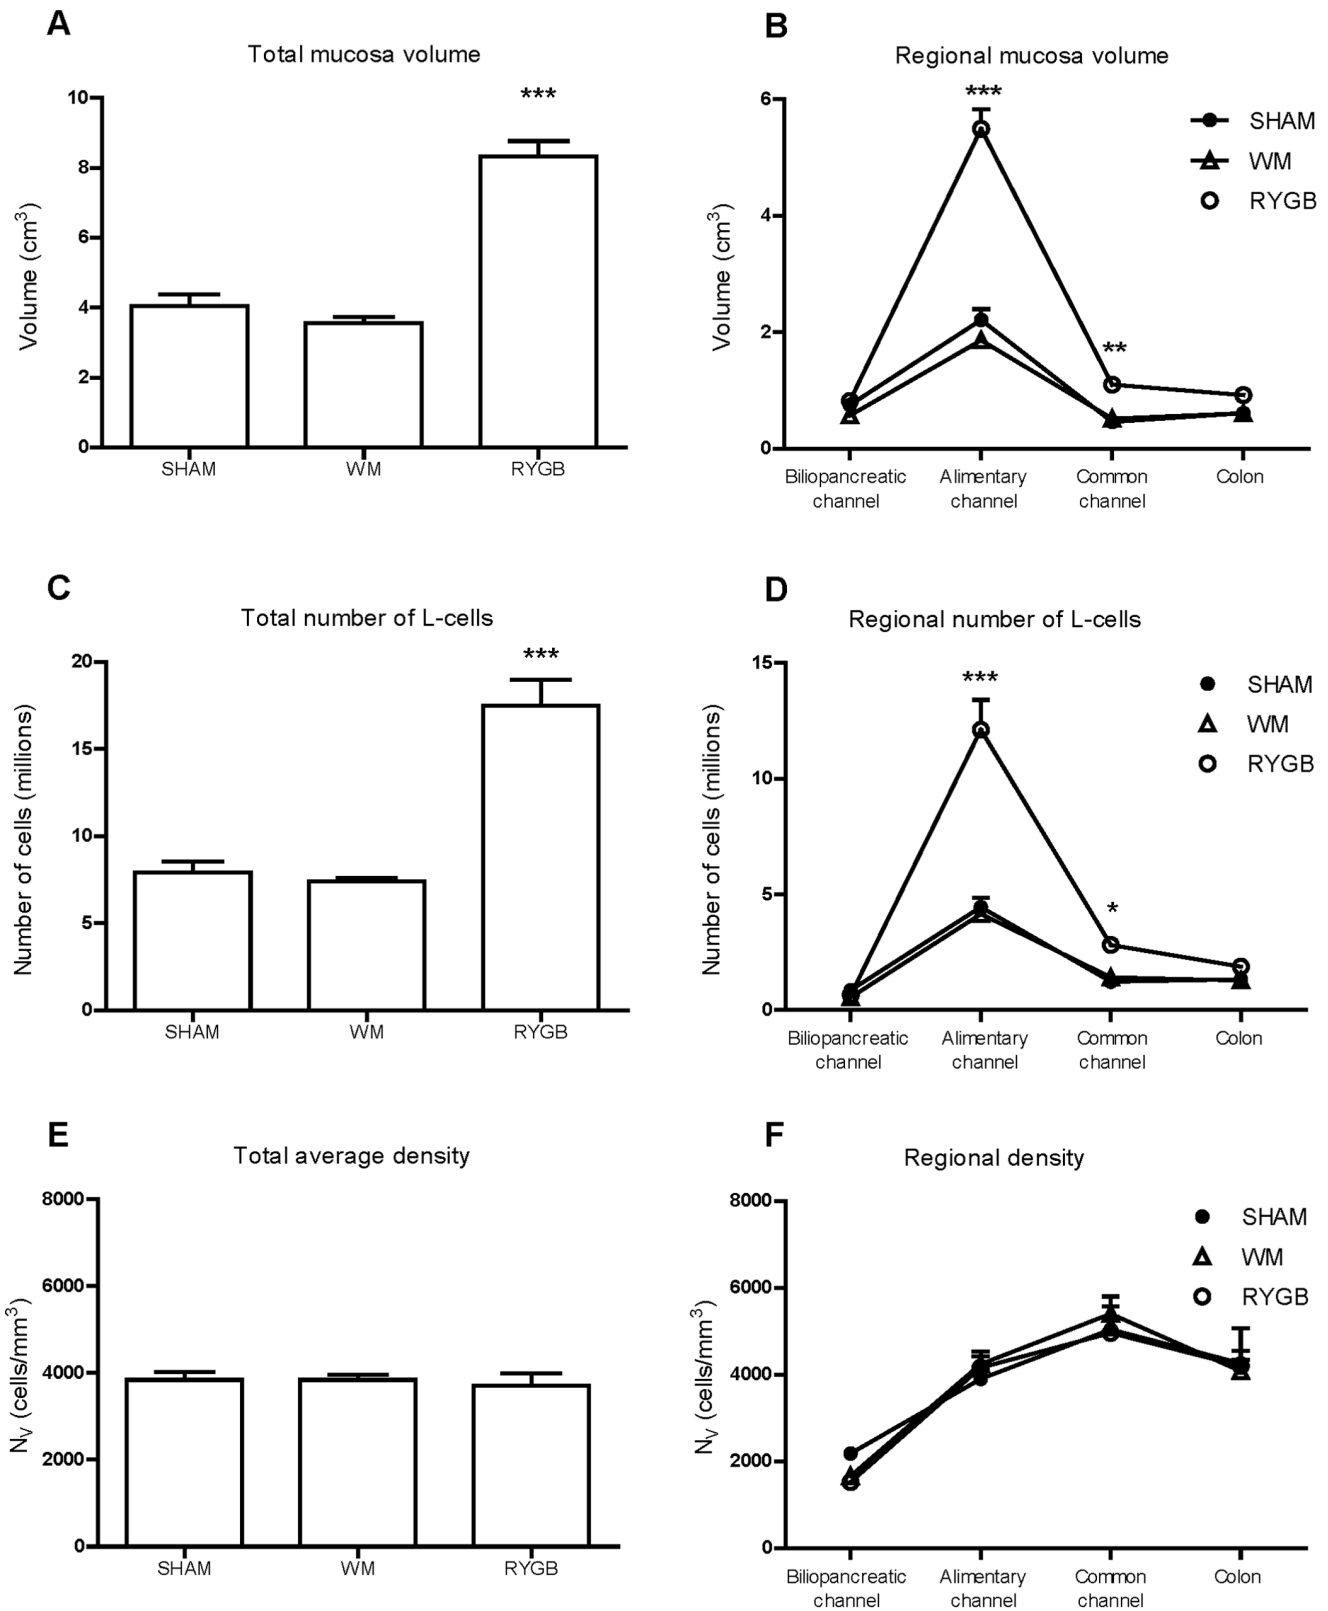 A
Total mucosa volume
***
10
8
6
4
2
0
Volume (cm³)
SHAM WM RYGB
B
Regional mucosa volume
***
**
6
4
2
0
Volume (cm³)
SHAM
WM
RYGB
Biliopancreatic Alimentary Common Colon
channel channel channel
C
Total number of L-cells
***
20
15
10
5
0
Number of cells (millions)
SHAM WM RYGB
D
Regional number of L-cells
***
*
15
10
5
0
Number of cells (millions)
SHAM
WM
RYGB
Biliopancreatic Alimentary Common Colon
channel channel channel
E
Total average density
8000
6000
4000
2000
0
Nᵥ (cells/mm³)
SHAM WM RYGB
F
Regional density
8000
6000
4000
2000
0
Nᵥ (cells/mm³)
SHAM
WM
RYGB
Biliopancreatic Alimentary Common Colon
channel channel channel